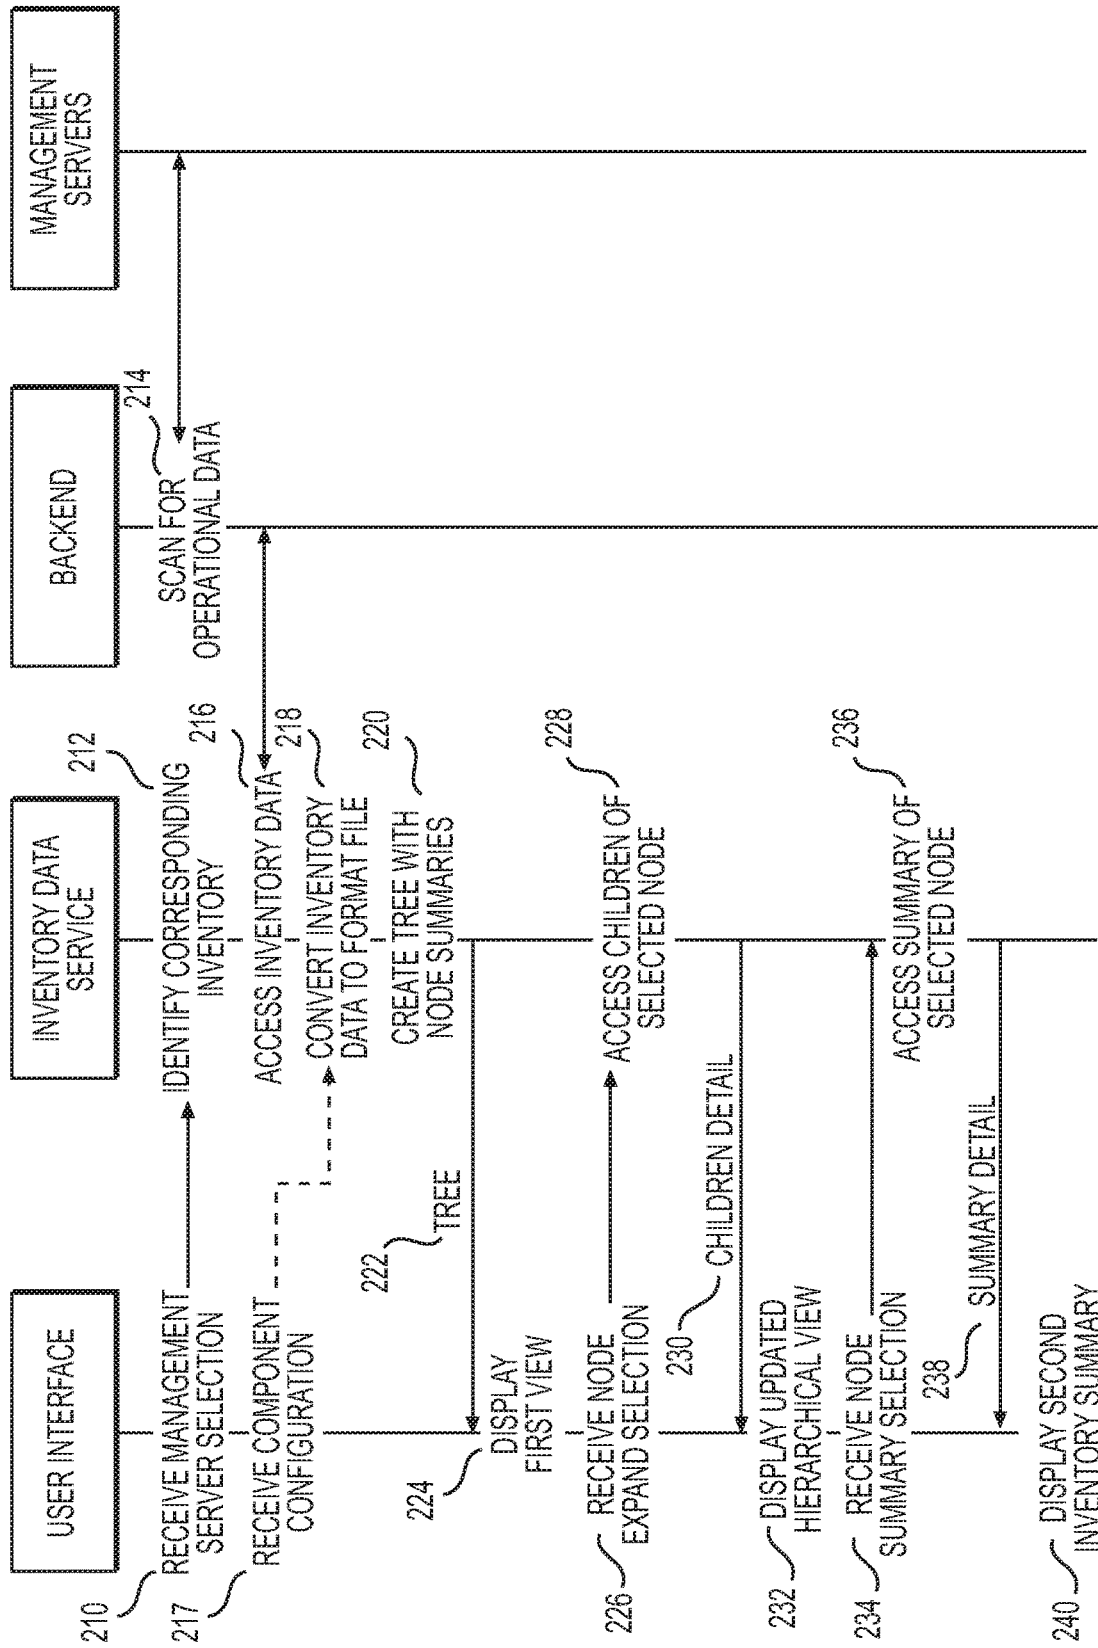 USER INTERFACE
INVENTORY DATA
SERVICE
BACKEND
MANAGEMENT
SERVERS
210
RECEIVE MANAGEMENT
SERVER SELECTION
212
IDENTIFY CORRESPONDING
INVENTORY
214
SCAN FOR
OPERATIONAL DATA
216
ACCESS INVENTORY DATA
217
RECEIVE COMPONENT
CONFIGURATION
218
CONVERT INVENTORY
DATA TO FORMAT FILE
220
CREATE TREE WITH
NODE SUMMARIES
222
TREE
224
DISPLAY
FIRST VIEW
226
RECEIVE NODE
EXPAND SELECTION
228
ACCESS CHILDREN OF
SELECTED NODE
230
CHILDREN DETAIL
232
DISPLAY UPDATED
HIERARCHICAL VIEW
234
RECEIVE NODE
SUMMARY SELECTION
236
ACCESS SUMMARY OF
SELECTED NODE
238
SUMMARY DETAIL
240
DISPLAY SECOND
INVENTORY SUMMARY